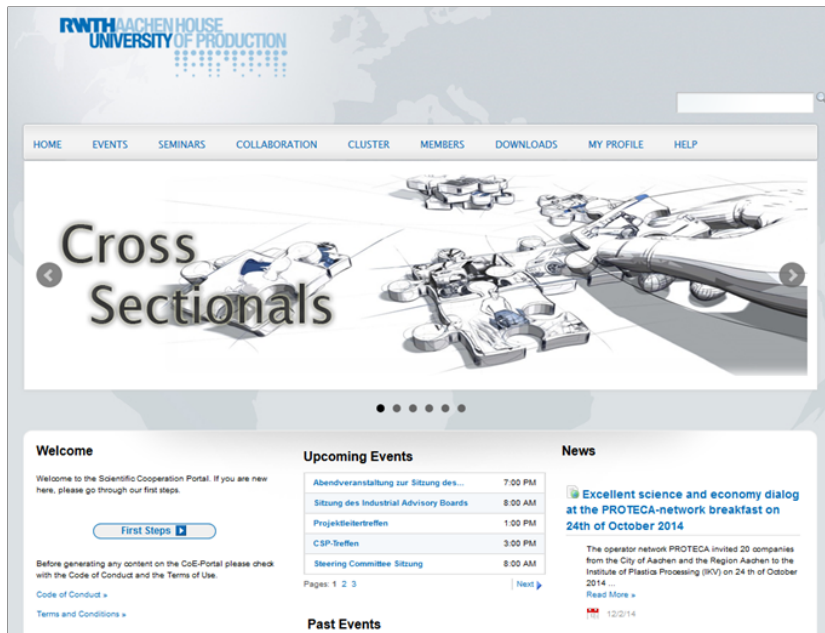 RWTH AACHEN HOUSE
UNIVERSITY OF PRODUCTION
HOME EVENTS SEMINARS COLLABORATION CLUSTER MEMBERS DOWNLOADS MY PROFILE HELP
Cross
Sectionals
Welcome
Welcome to the Scientific Cooperation Portal. If you are new
here, please go through our first steps.
First Steps
Before generating any content on the CoE-Portal please check
with the Code of Conduct and the Terms of Use.
Code of Conduct »
Terms and Conditions »
Upcoming Events
Abendveranstaltung zur Sitzung des... 7:00 PM
Sitzung des Industrial Advisory Boards 8:00 AM
Projektleitertreffen 1:00 PM
CSP-Treffen 3:00 PM
Steering Committee Sitzung 8:00 AM
Pages: 1 2 3 Next
Past Events
News
Excellent science and economy dialog
at the PROTECA-network breakfast on
24th of October 2014
The operator network PROTECA invited 20 companies
from the City of Aachen and the Region Aachen to the
Institute of Plastics Processing (IKV) on 24 th of October
2014 ...
Read More »
12/2/14